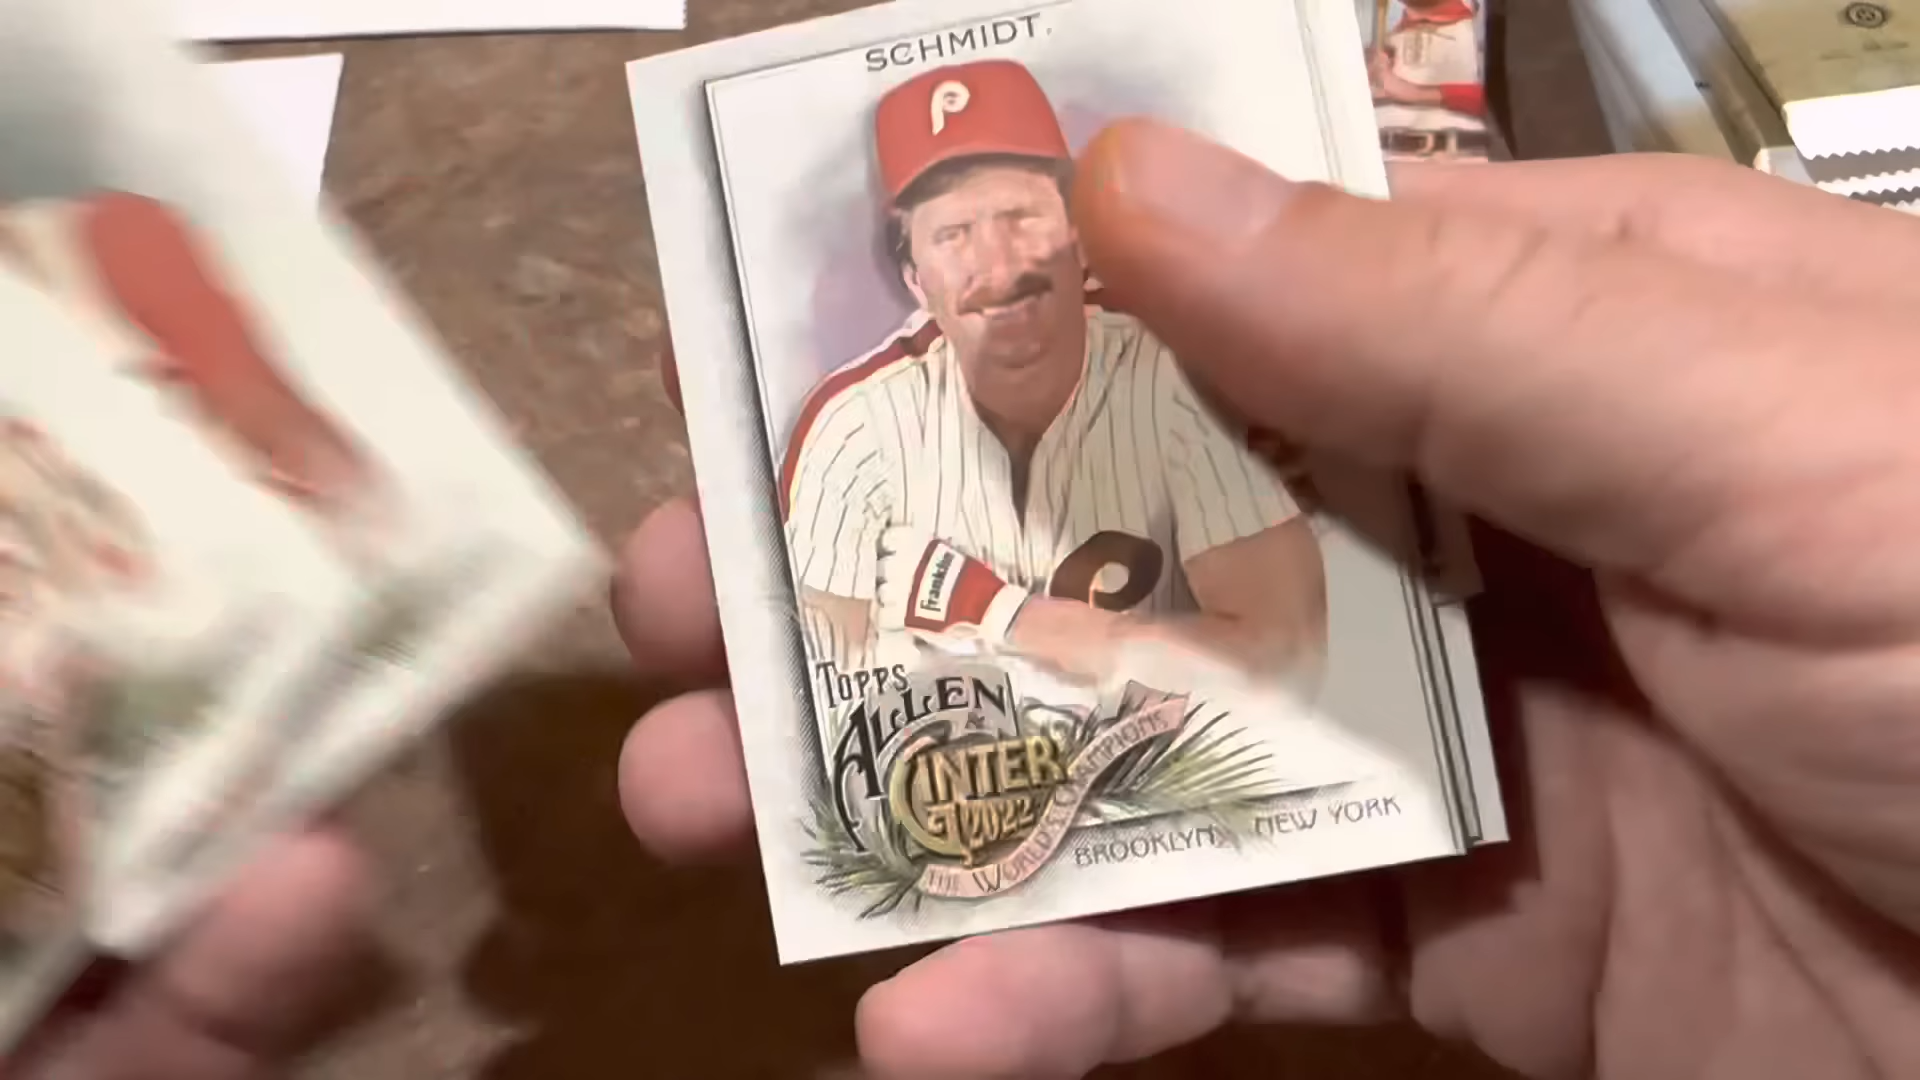 SCHMIDT.
P
Franklin
P
TOPPS
ALLEN
&
GINTER
2022
THE WORLD'S CHAMPIONS
BROOKLYN, NEW YORK